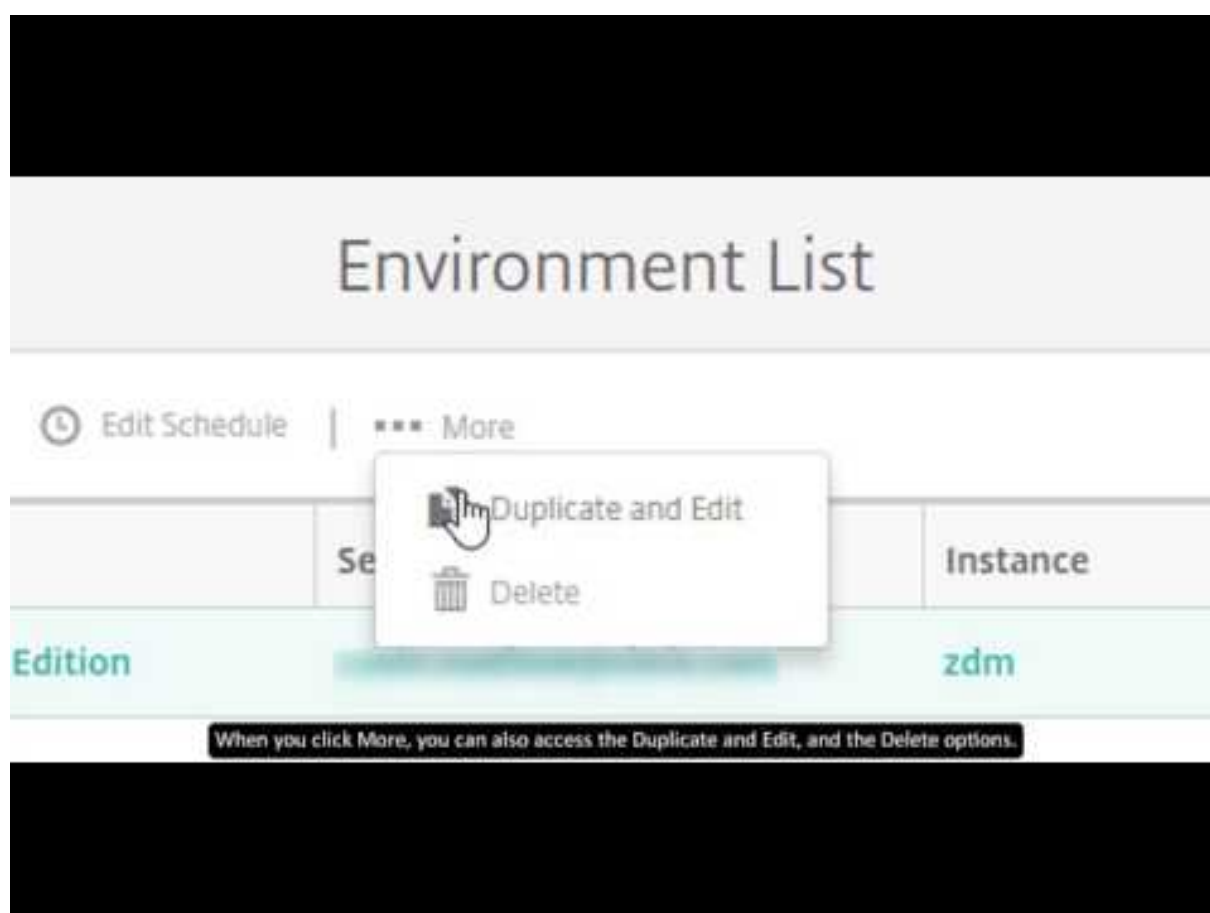 Environment List
Edit Schedule | More
Duplicate and Edit
Se Instance
Delete
Edition zdm
When you click More, you can also access the Duplicate and Edit, and the Delete options.